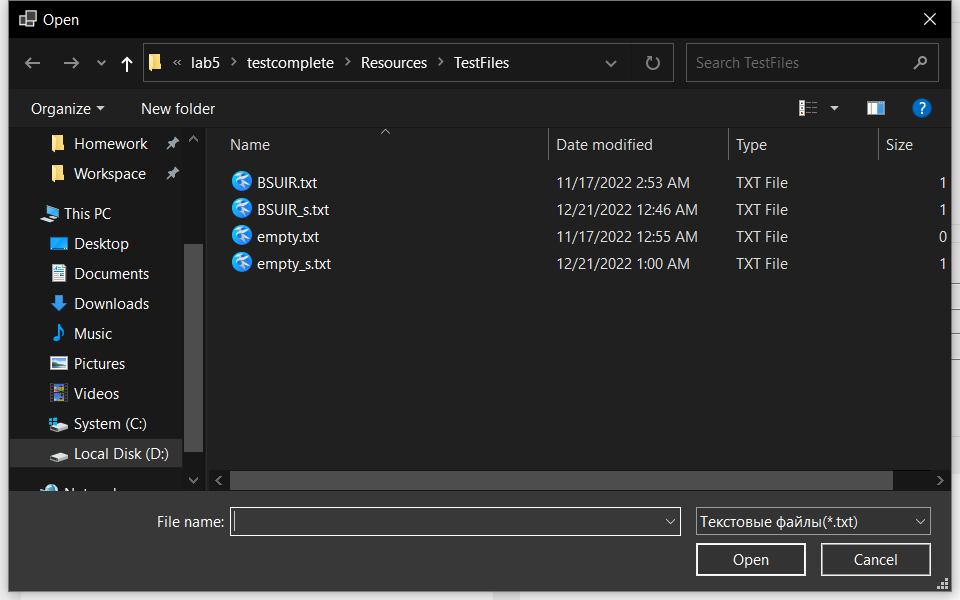 Open
« lab5 > testcomplete > Resources > TestFiles
Search TestFiles
Organize
New folder
?
Homework
Workspace
This PC
Desktop
Documents
Downloads
Music
Pictures
Videos
System (C:)
Local Disk (D:)
Name Date modified Type Size
BSUIR.txt 11/17/2022 2:53 AM TXT File 1
BSUIR_s.txt 12/21/2022 12:46 AM TXT File 1
empty.txt 11/17/2022 12:55 AM TXT File 0
empty_s.txt 12/21/2022 1:00 AM TXT File 1
File name:
Текстовые файлы(*.txt)
Open
Cancel